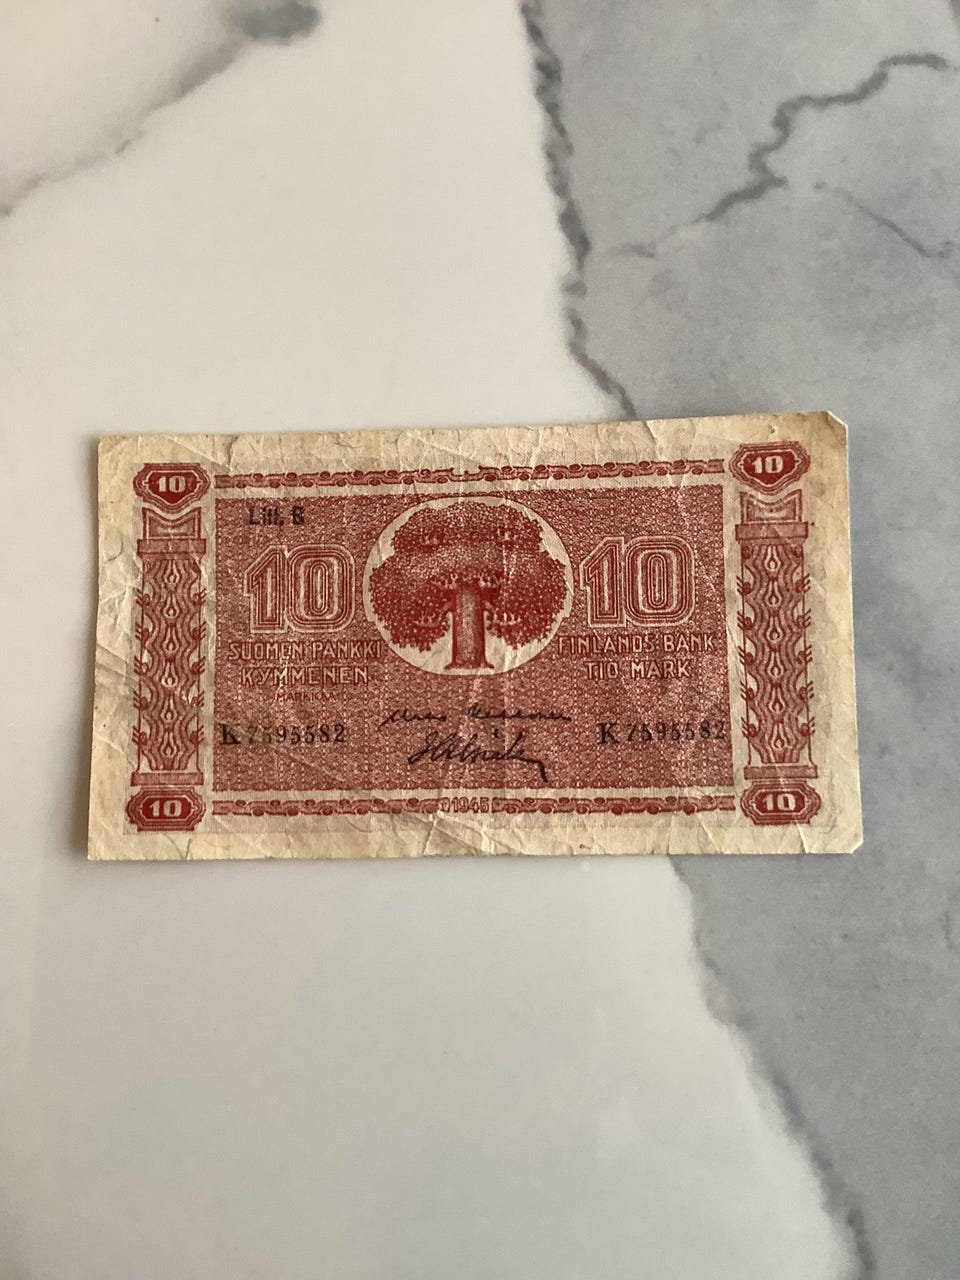 10 10
Litt. B
10 10
SUOMEN PANKKI FINLANDS BANK
KYMMENEN TIO MARK
MARKKAA
K 7595582 K 7595582
1945
10 10